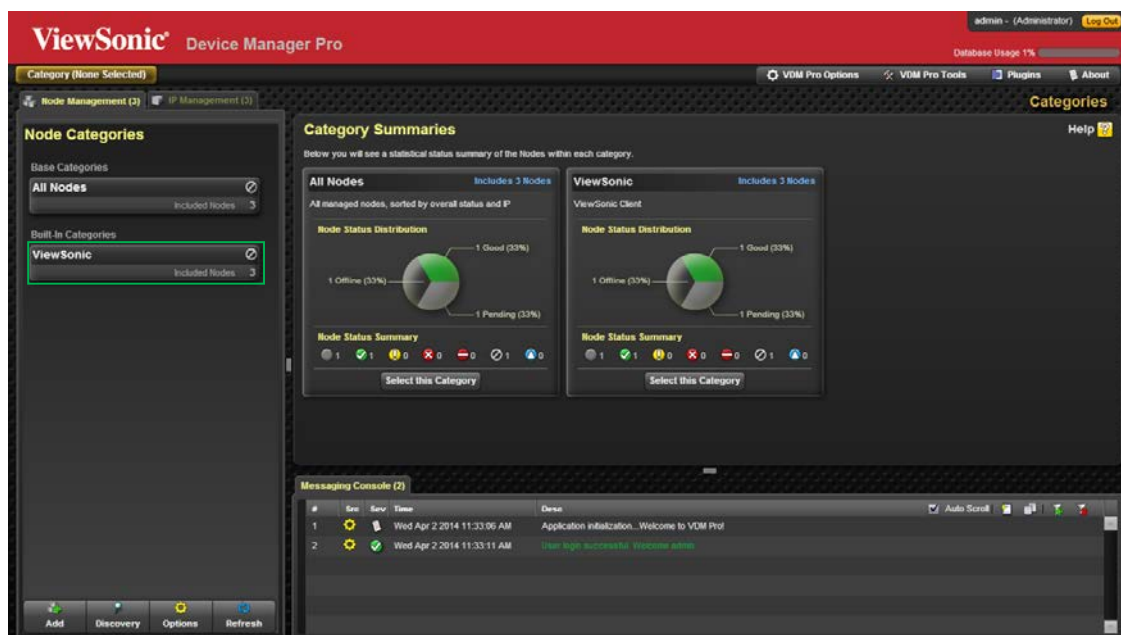 admin - (Administrator) Log Out
ViewSonic Device Manager Pro
Database Usage 1%
Category (None Selected)
VDM Pro Options VDM Pro Tools Plugins About
Node Management (3) IP Management (3)
Categories
Node Categories
Base Categories
All Nodes
Included Nodes 3
Built-In Categories
ViewSonic
Included Nodes 3
Category Summaries
Help
Below you will see a statistical status summary of the Nodes within each category.
All Nodes Includes 3 Nodes
All managed nodes, sorted by overall status and IP
Node Status Distribution
1 Good (33%)
1 Offline (33%)
1 Pending (33%)
Node Status Summary
1 1 0 0 0 1 0
Select this Category
ViewSonic Includes 3 Nodes
ViewSonic Client
Node Status Distribution
1 Good (33%)
1 Offline (33%)
1 Pending (33%)
Node Status Summary
1 1 0 0 0 1 0
Select this Category
Messaging Console (2)
# Src Sev Time Desc Auto Scroll
1 Wed Apr 2 2014 11:33:06 AM Application initialization...Welcome to VDM Pro!
2 Wed Apr 2 2014 11:33:11 AM User login successful. Welcome admin
Add Discovery Options Refresh